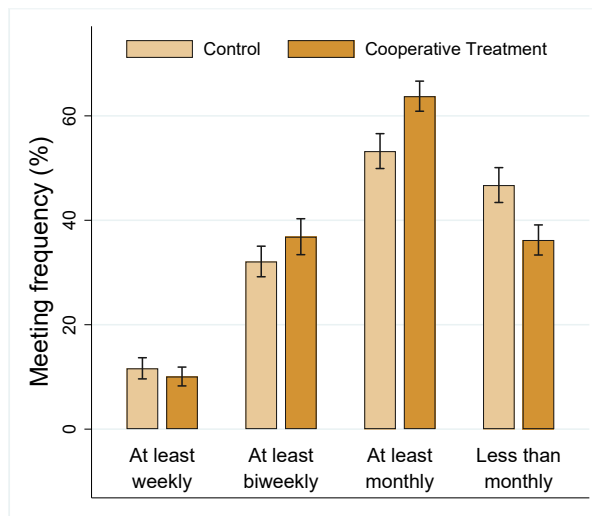 Control
Cooperative Treatment
Meeting frequency (%)
60
40
20
0
At least weekly
At least biweekly
At least monthly
Less than monthly